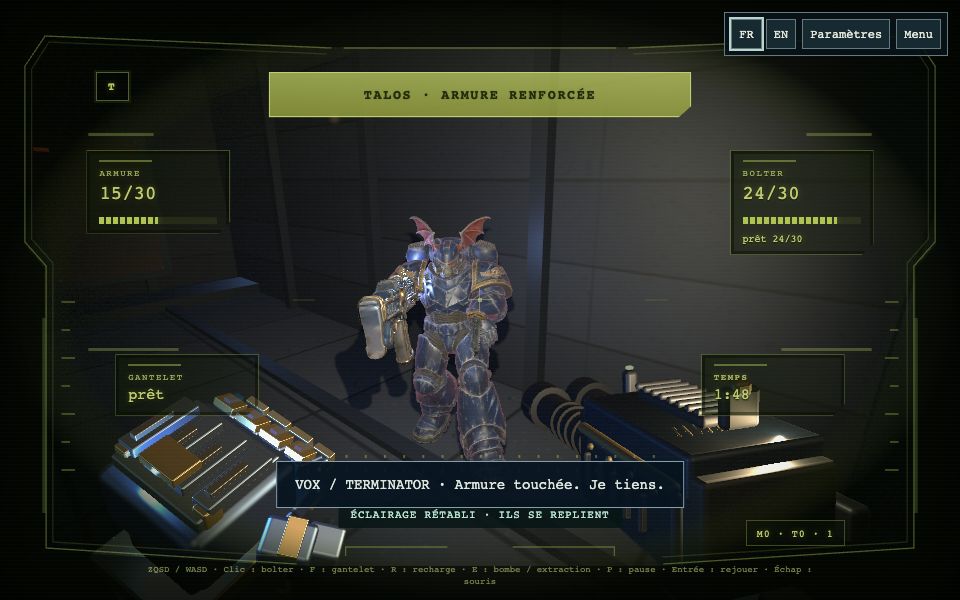 FR EN Paramètres Menu
T
TALOS · ARMURE RENFORCÉE
ARMURE
15/30
BOLTER
24/30
prêt 24/30
GANTELET
prêt
TEMPS
1:48
VOX / TERMINATOR · Armure touchée. Je tiens.
ÉCLAIRAGE RÉTABLI · ILS SE REPLIENT
M0 · T0 · 1
ZQSD / WASD · Clic : bolter · F : gantelet · R : recharge · E : bombe / extraction · P : pause · Entrée : rejouer · Échap :
souris